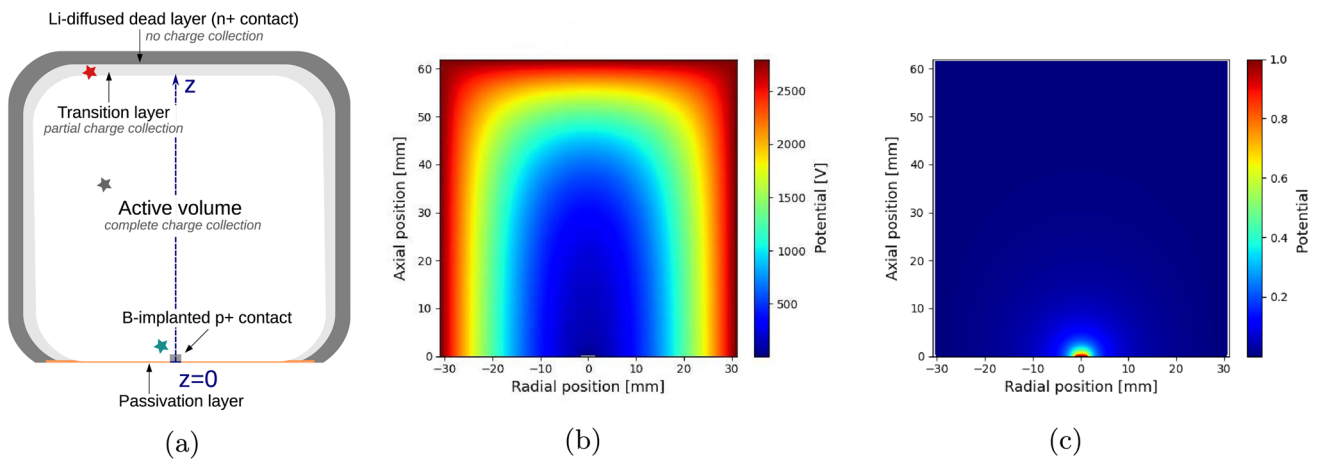 Li-diffused dead layer (n+ contact)
no charge collection
z
Transition layer
partial charge collection
Active volume
complete charge collection
B-implanted p+ contact
z=0
Passivation layer
(a)
Axial position [mm]
60
50
40
30
20
10
0
−30 −20 −10 0 10 20 30
Radial position [mm]
2500
2000
1500
1000
500
Potential [V]
(b)
Axial position [mm]
60
50
40
30
20
10
0
−30 −20 −10 0 10 20 30
Radial position [mm]
1.0
0.8
0.6
0.4
0.2
Potential
(c)